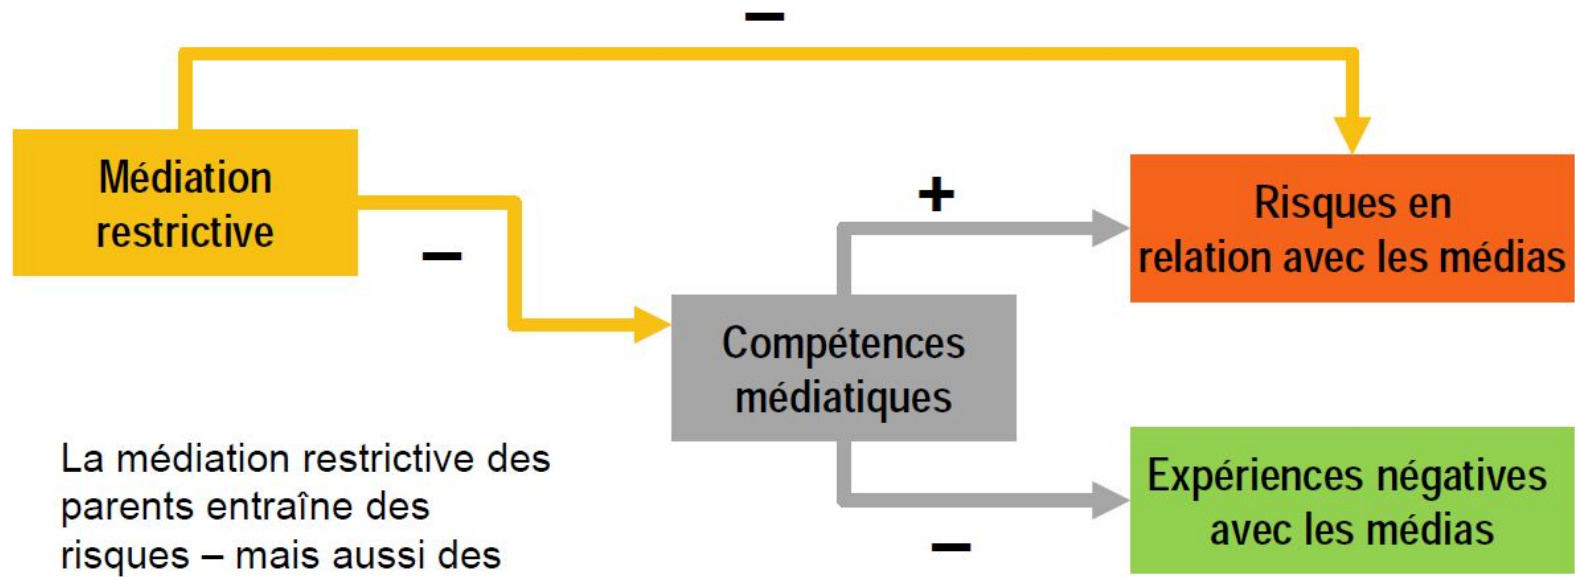 –
Médiation
restrictive
–
+
Risques en
relation avec les médias
Compétences
médiatiques
–
Expériences négatives
avec les médias
La médiation restrictive des
parents entraîne des
risques – mais aussi des